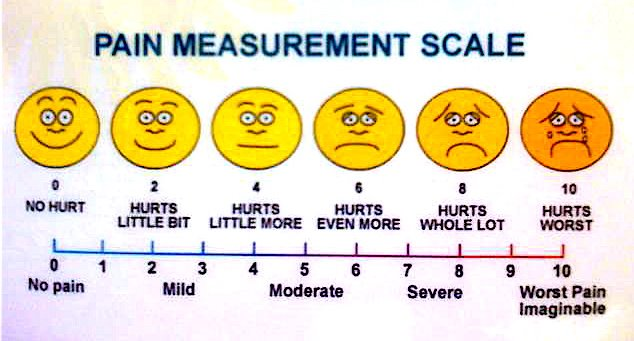 PAIN MEASUREMENT SCALE
0 2 4 6 8 10
NO HURT HURTS HURTS HURTS HURTS HURTS
LITTLE BIT LITTLE MORE EVEN MORE WHOLE LOT WORST
0 1 2 3 4 5 6 7 8 9 10
No pain Mild Moderate Severe Worst Pain
Imaginable